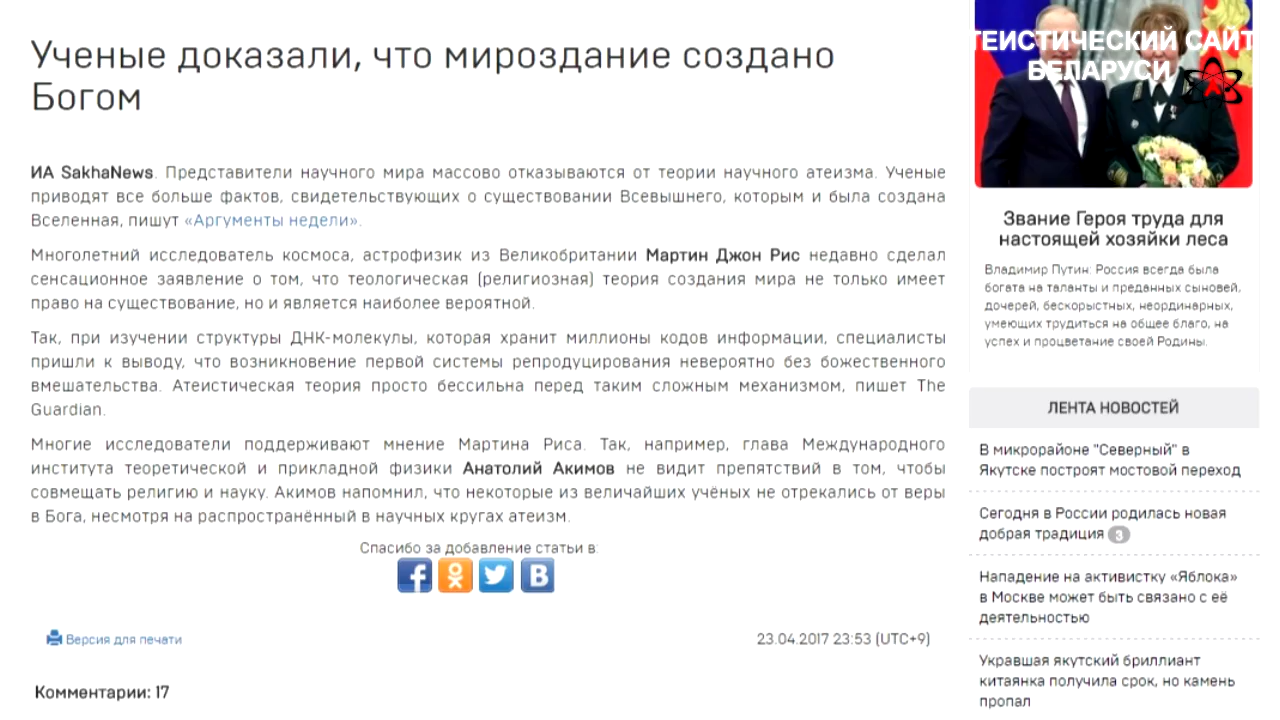 Ученые доказали, что мироздание создано
Богом
ИА SakhaNews. Представители научного мира массово отказываются от теории научного атеизма. Ученые
приводят все больше фактов, свидетельствующих о существовании Всевышнего, которым и была создана
Вселенная, пишут «Аргументы недели».
Многолетний исследователь космоса, астрофизик из Великобритании Мартин Джон Рис недавно сделал
сенсационное заявление о том, что теологическая (религиозная) теория создания мира не только имеет
право на существование, но и является наиболее вероятной.
Так, при изучении структуры ДНК-молекулы, которая хранит миллионы кодов информации, специалисты
пришли к выводу, что возникновение первой системы репродуцирования невероятно без божественного
вмешательства. Атеистическая теория просто бессильна перед таким сложным механизмом, пишет The
Guardian.
Многие исследователи поддерживают мнение Мартина Риса. Так, например, глава Международного
института теоретической и прикладной физики Анатолий Акимов не видит препятствий в том, чтобы
совмещать религию и науку. Акимов напомнил, что некоторые из величайших учёных не отрекались от веры
в Бога, несмотря на распространённый в научных кругах атеизм.
Спасибо за добавление статьи в:
Версия для печати
23.04.2017 23:53 (UTC+9)
Комментарии: 17
ТЕИСТИЧЕСКИЙ САЙТ
БЕЛАРУСИ
Звание Героя труда для
настоящей хозяйки леса
Владимир Путин: Россия всегда была
богата на таланты и преданных сыновей,
дочерей, бескорыстных, неординарных,
умеющих трудиться на общее благо, на
успех и процветание своей Родины.
ЛЕНТА НОВОСТЕЙ
В микрорайоне "Северный" в
Якутске построят мостовой переход
Сегодня в России родилась новая
добрая традиция 3
Нападение на активистку «Яблока»
в Москве может быть связано с её
деятельностью
Укравшая якутский бриллиант
китаянка получила срок, но камень
пропал